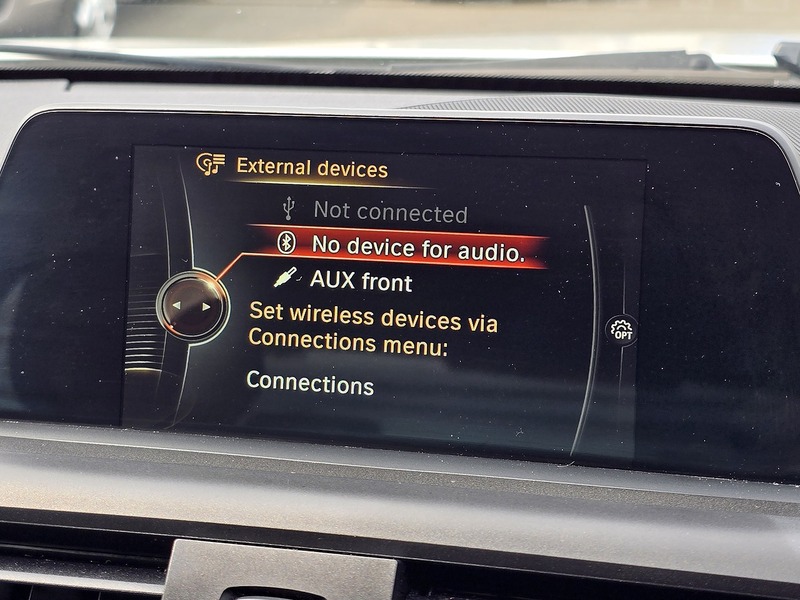 External devices
Not connected
No device for audio.
AUX front
Set wireless devices via
Connections menu:
Connections
OPT